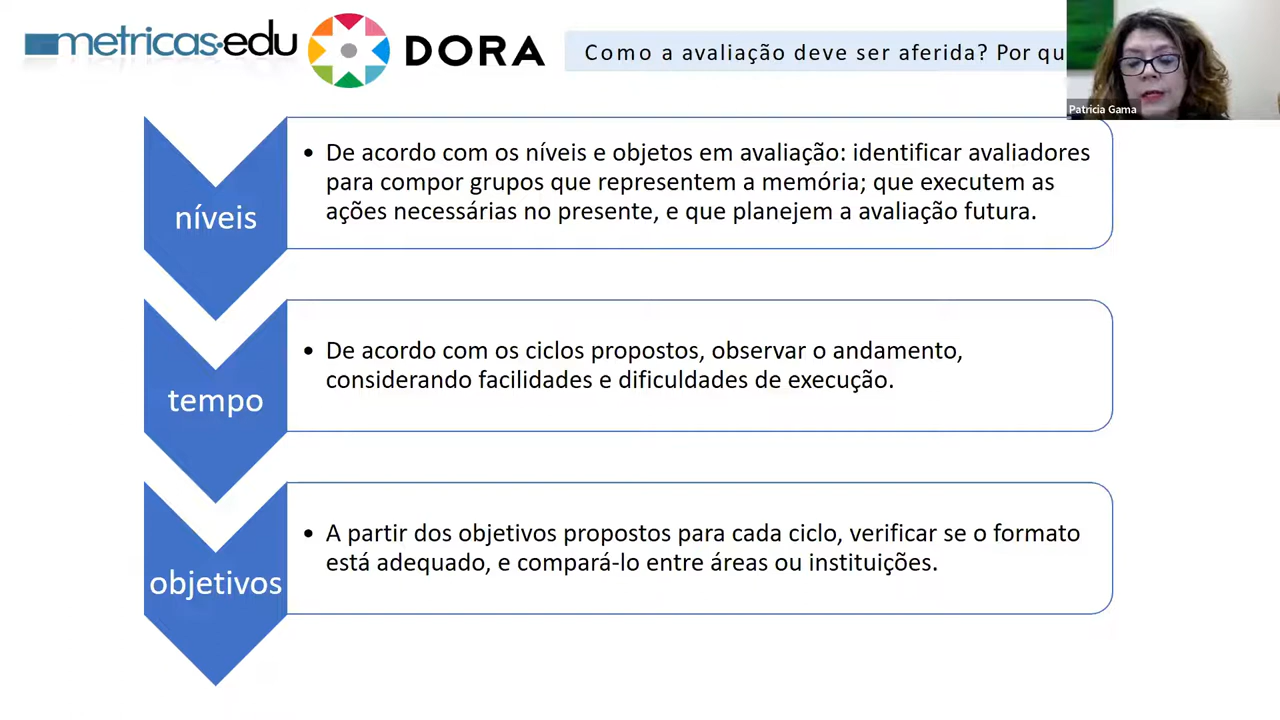 metricas.edu
DORA
Como a avaliação deve ser aferida? Por qu
Patricia Gama
níveis
• De acordo com os níveis e objetos em avaliação: identificar avaliadores
para compor grupos que representem a memória; que executem as
ações necessárias no presente, e que planejem a avaliação futura.
tempo
• De acordo com os ciclos propostos, observar o andamento,
considerando facilidades e dificuldades de execução.
objetivos
• A partir dos objetivos propostos para cada ciclo, verificar se o formato
está adequado, e compará-lo entre áreas ou instituições.